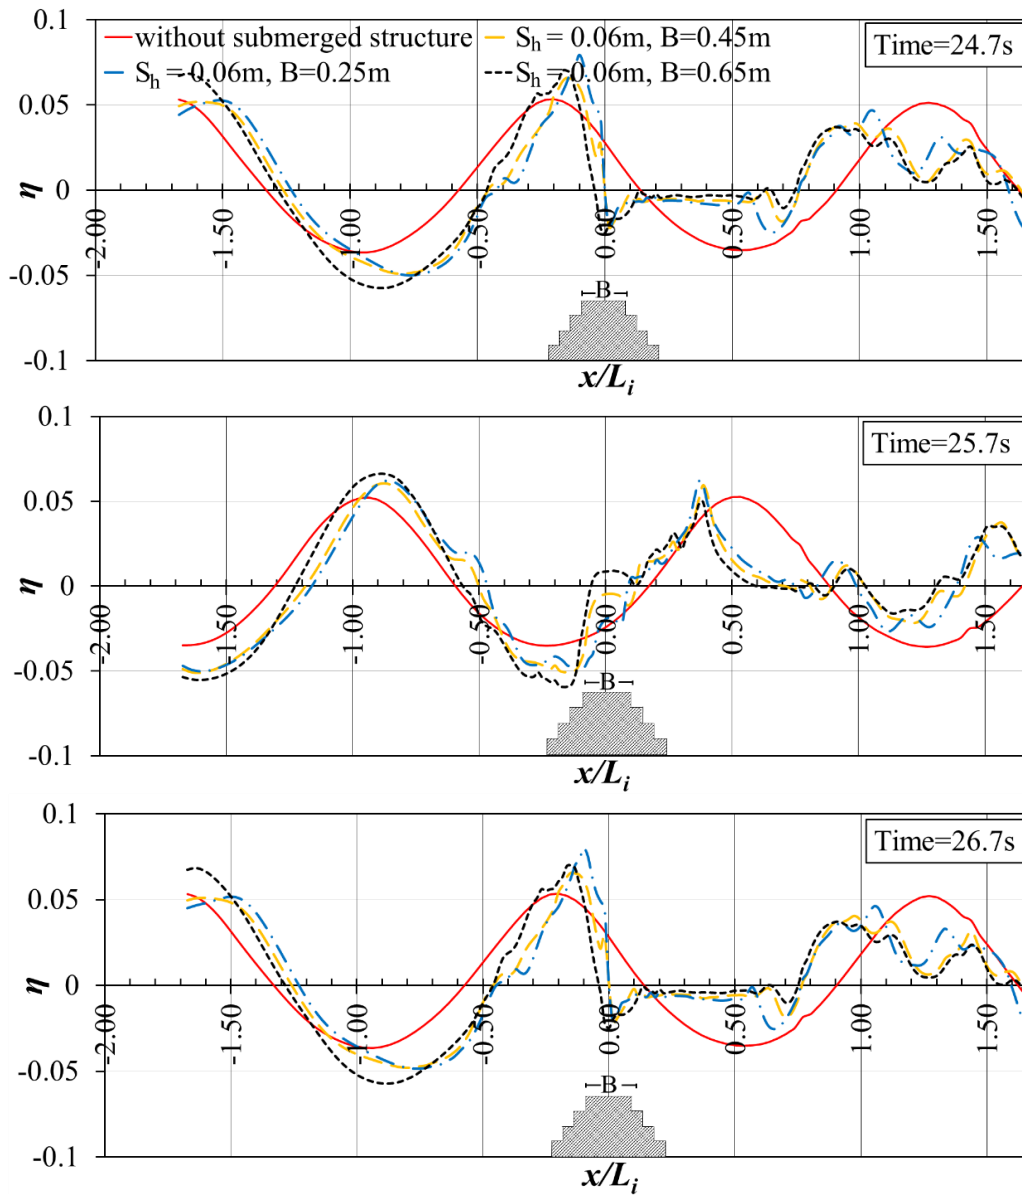 0.1
without submerged structure
S_h = 0.06m, B=0.45m
Time=24.7s
S_h = 0.06m, B=0.25m
S_h = 0.06m, B=0.65m
0.05
η
0
-2.00
-1.50
-1.00
-0.50
0.00
0.50
1.00
1.50
-0.05
B
-0.1
x/L_i
0.1
Time=25.7s
0.05
η
0
-2.00
-1.50
-1.00
-0.50
0.00
0.50
1.00
1.50
-0.05
B
-0.1
x/L_i
0.1
Time=26.7s
0.05
η
0
-2.00
-1.50
-1.00
-0.50
0.00
0.50
1.00
1.50
-0.05
B
-0.1
x/L_i